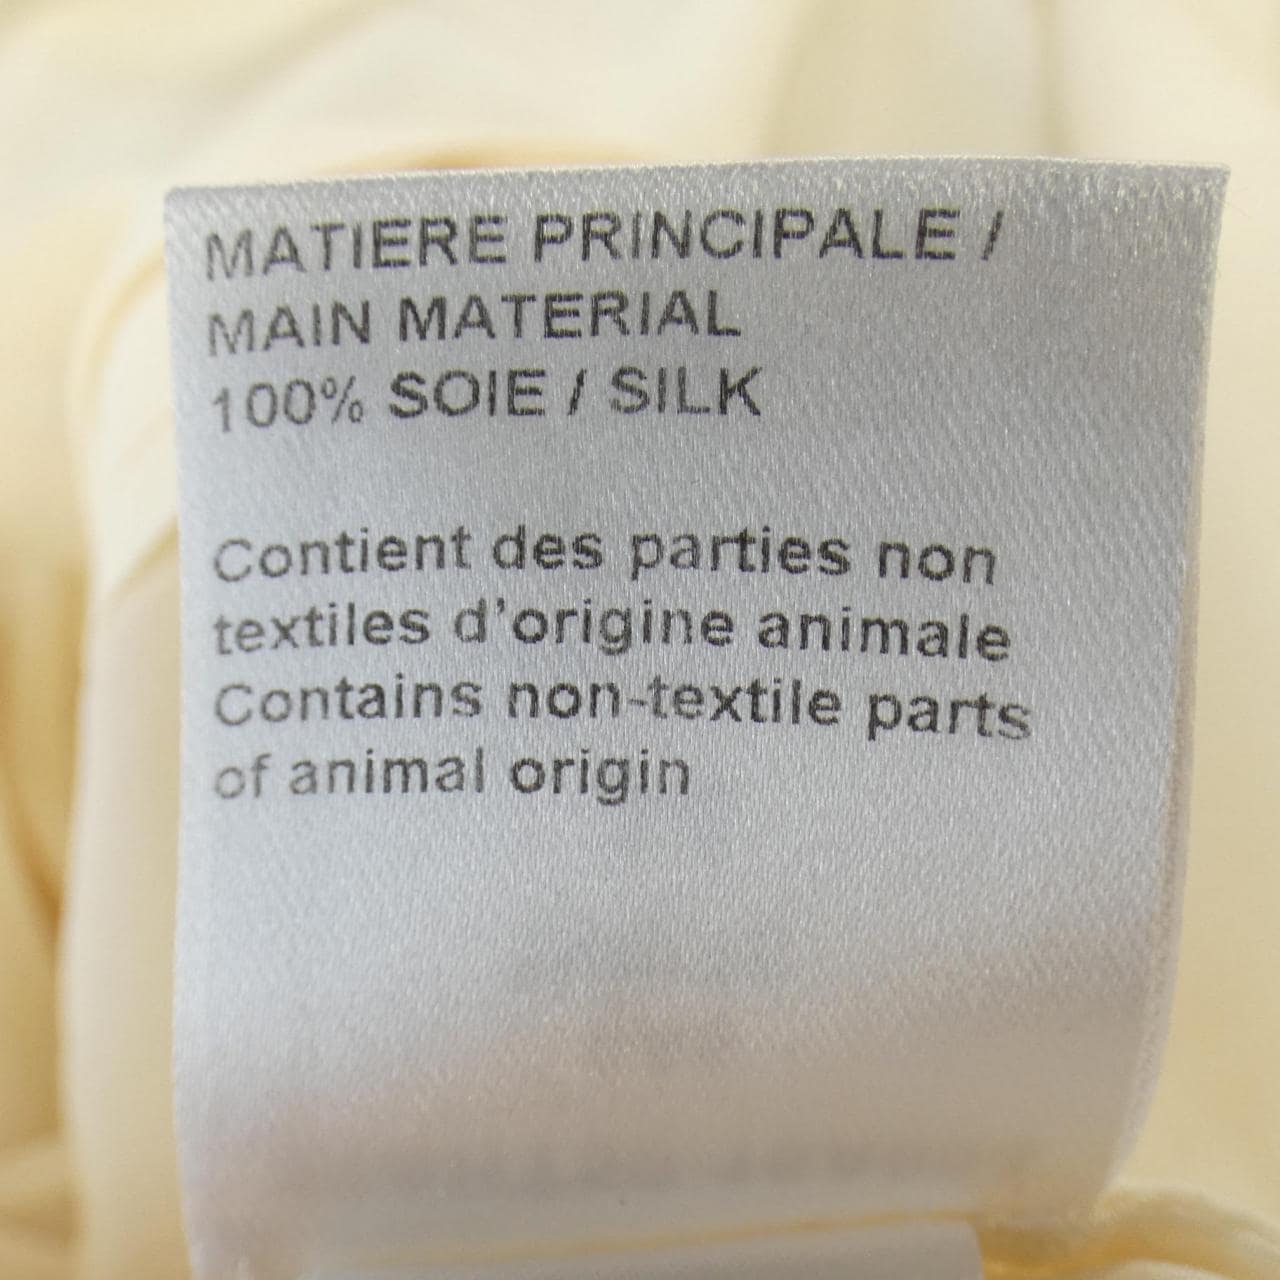 MATIERE PRINCIPALE /
MAIN MATERIAL
100% SOIE / SILK
Contient des parties non
textiles d’origine animale
Contains non-textile parts
of animal origin